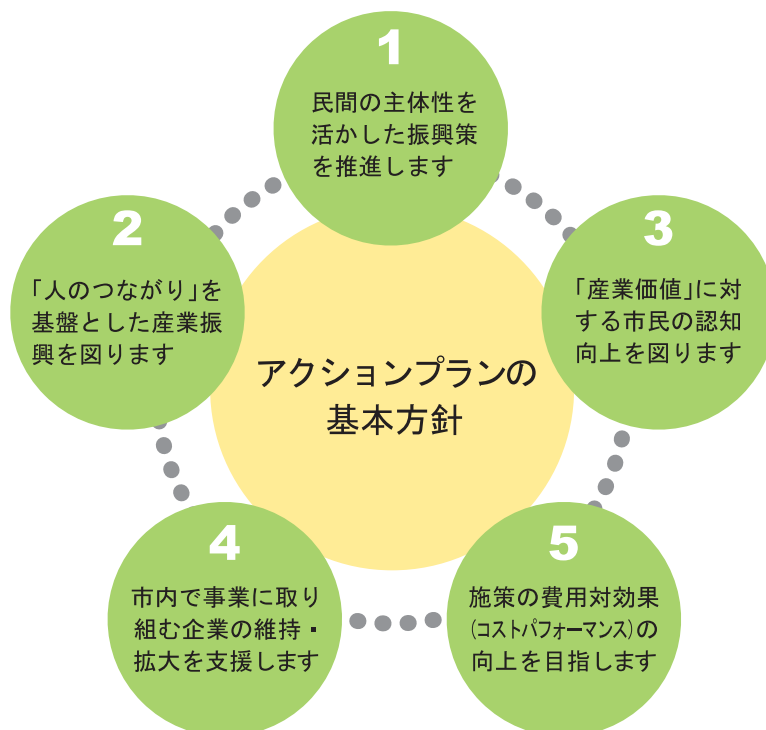 1
民間の主体性を
活かした振興策
を推進します
2
「人のつながり」を
基盤とした産業振
興を図ります
3
「産業価値」に対
する市民の認知
向上を図ります
アクションプランの
基本方針
4
市内で事業に取り
組む企業の維持・
拡大を支援します
5
施策の費用対効果
(コストパフォーマンス)の
向上を目指します